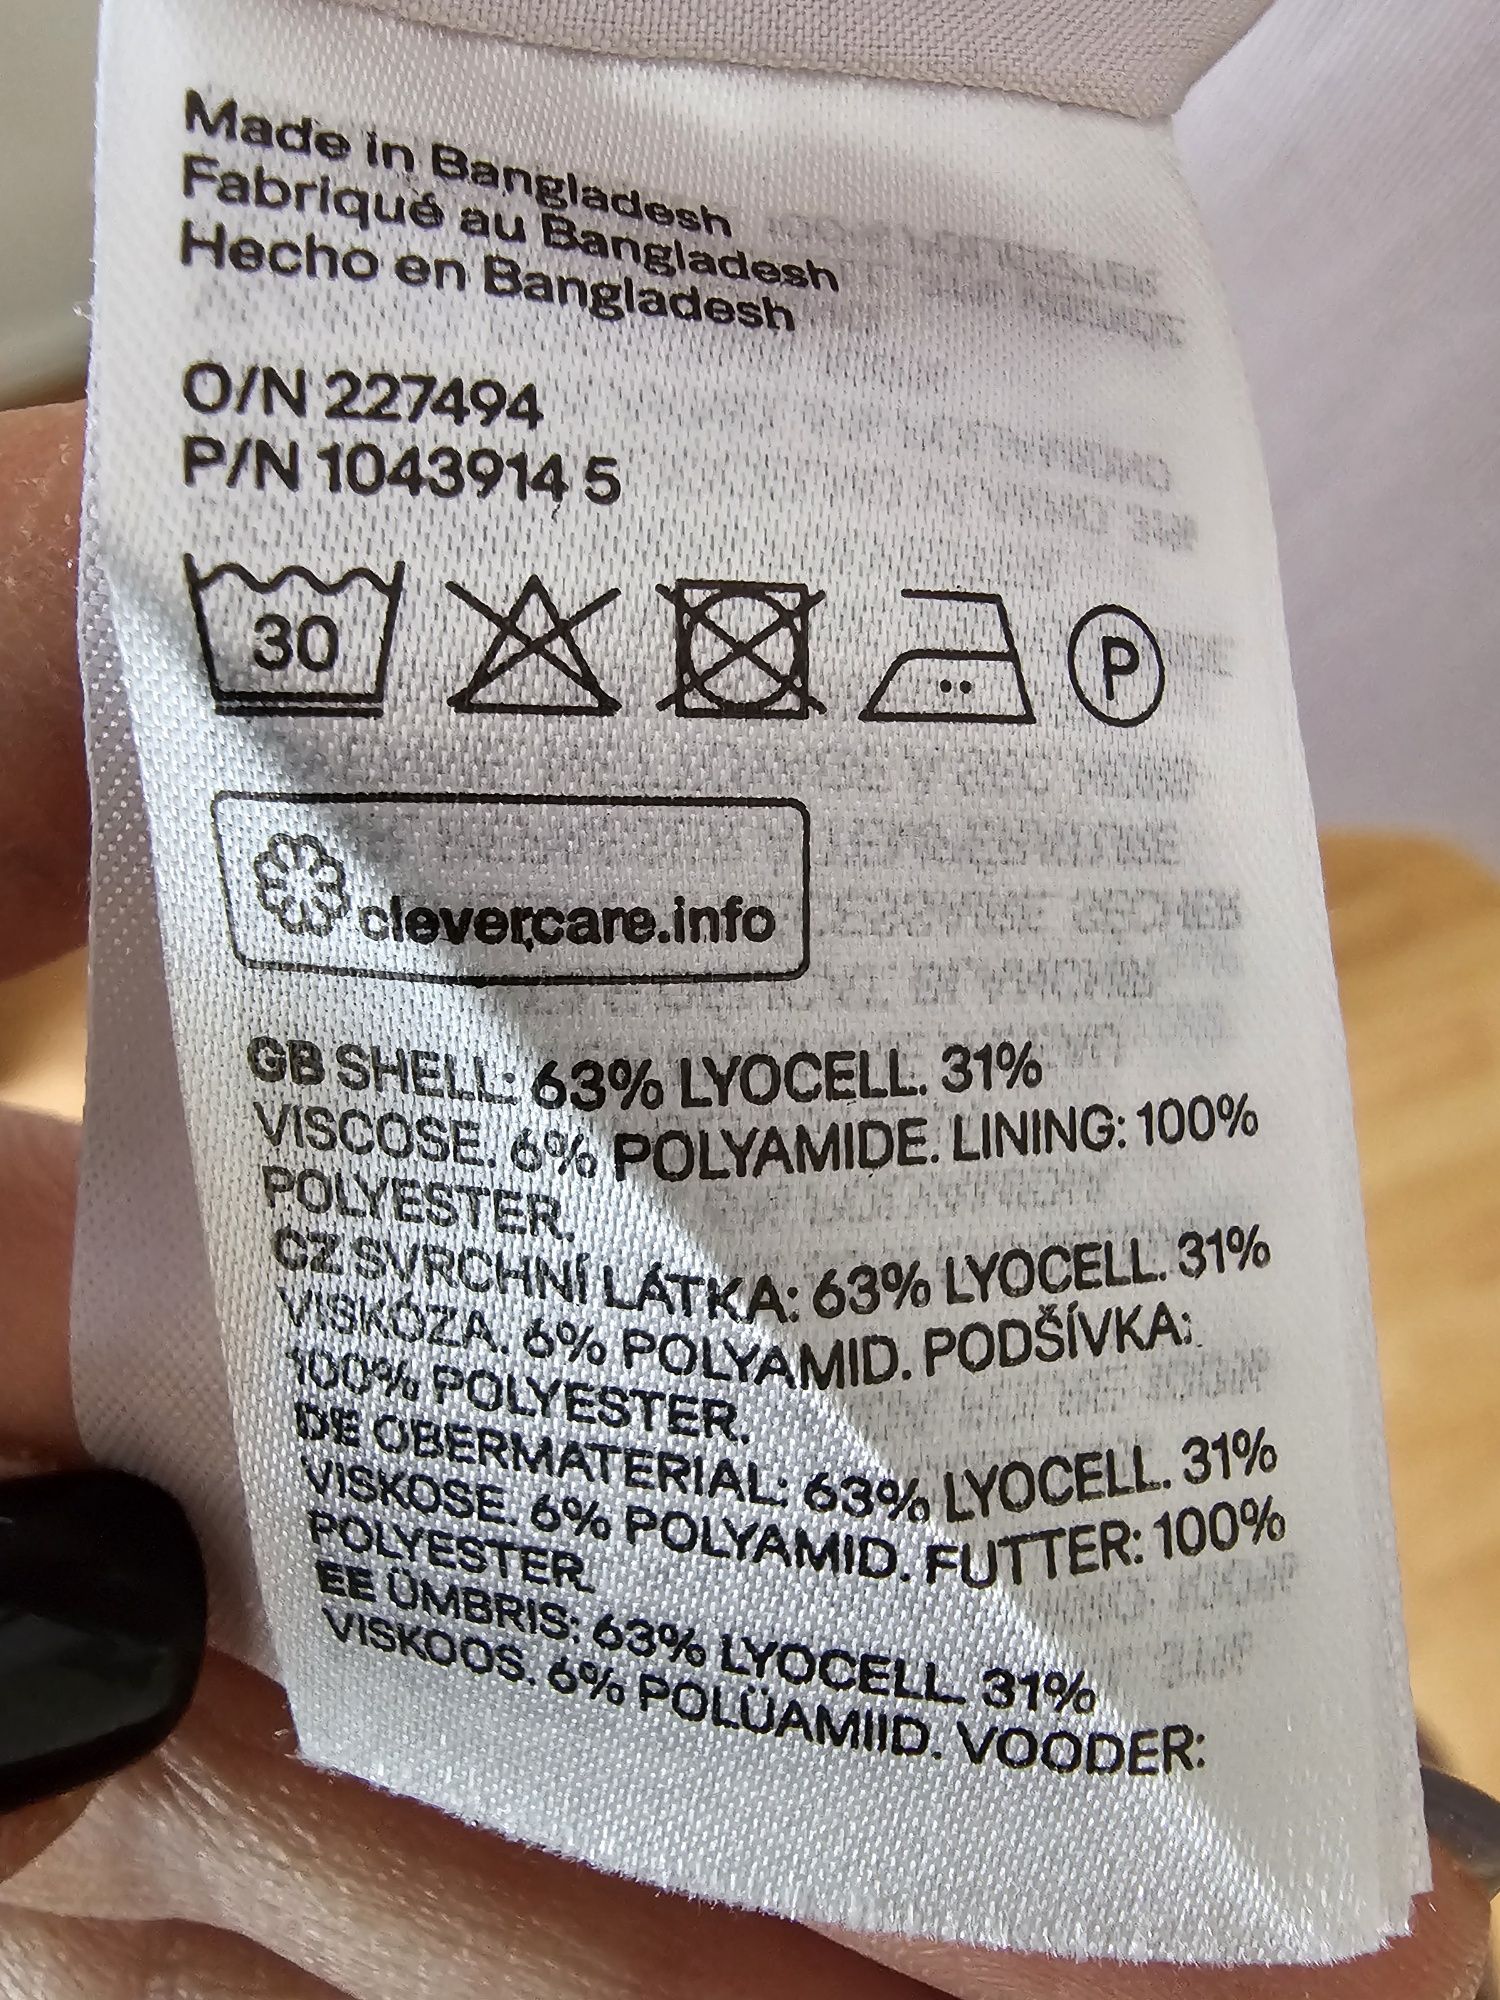 Made in Bangladesh
Fabriqué au Bangladesh
Hecho en Bangladesh
O/N 227494
P/N 1043914 5
30
P
clevercare.info
GB SHELL: 63% LYOCELL. 31%
VISCOSE. 6% POLYAMIDE. LINING: 100%
POLYESTER.
CZ SVRCHNÍ LÁTKA: 63% LYOCELL. 31%
VISKÓZA. 6% POLYAMID. PODŠÍVKA:
100% POLYESTER.
DE OBERMATERIAL: 63% LYOCELL. 31%
VISKOSE. 6% POLYAMID. FUTTER: 100%
POLYESTER.
EE ÜMBRIS: 63% LYOCELL. 31%
VISKOOS. 6% POLÜAMIID. VOODER: